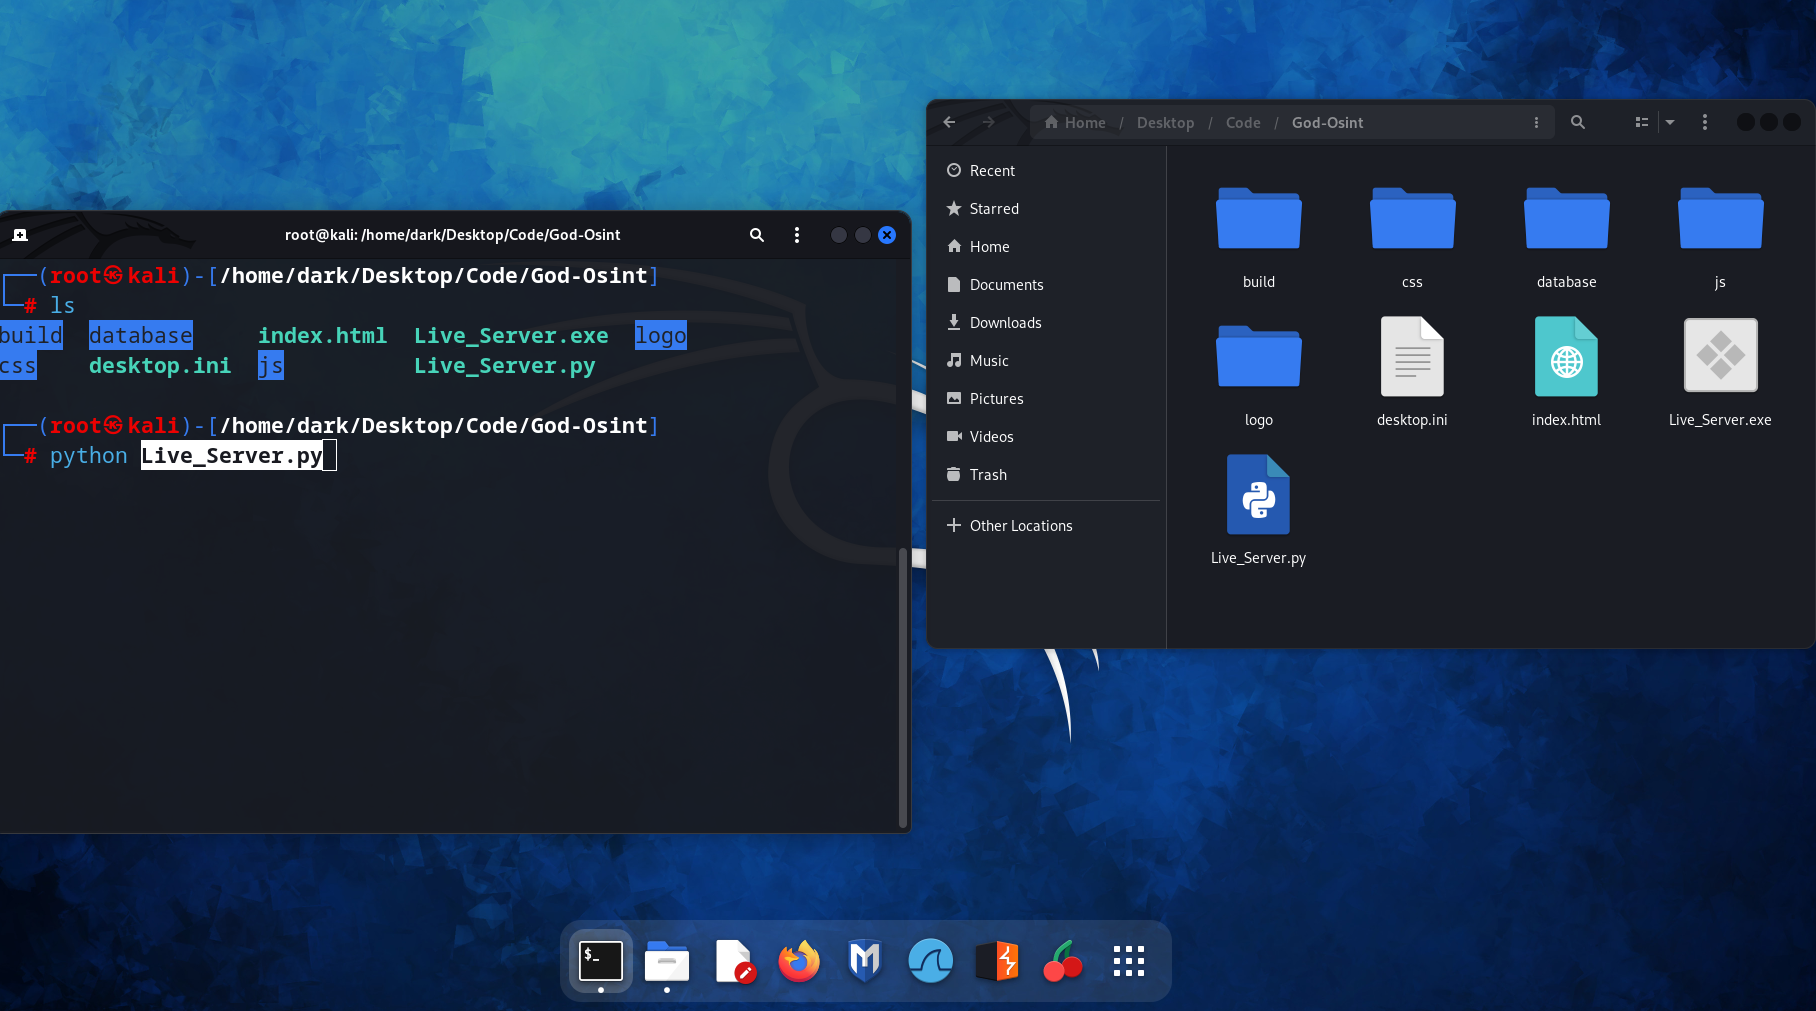 root@kali: /home/dark/Desktop/Code/God-Osint
┌──(root㉿kali)-[/home/dark/Desktop/Code/God-Osint]
└─# ls
build  database     index.html  Live_Server.exe  logo
css    desktop.ini  js          Live_Server.py
┌──(root㉿kali)-[/home/dark/Desktop/Code/God-Osint]
└─# python Live_Server.py
Home / Desktop / Code / God-Osint
Recent
Starred
Home
Documents
Downloads
Music
Pictures
Videos
Trash
Other Locations
build css database js
logo desktop.ini index.html Live_Server.exe
Live_Server.py
$_